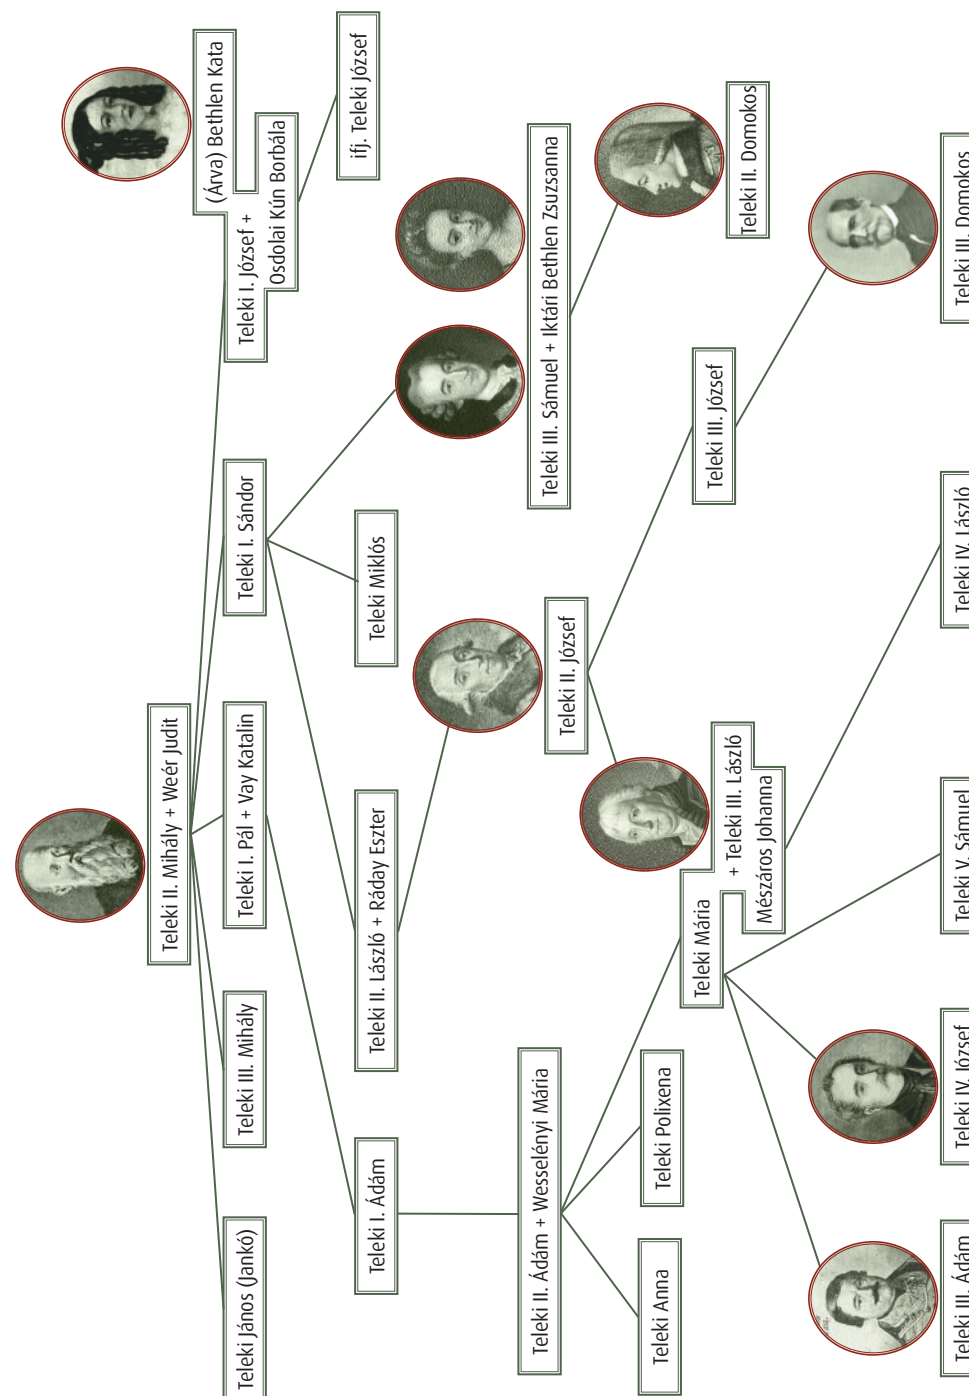 Teleki II. Mihály + Weér Judit
Teleki János (Jankó)
Teleki III. Mihály
Teleki I. Pál + Vay Katalin
Teleki I. Sándor
(Árva) Bethlen Kata
Teleki I. József +
Osdolai Kún Borbála
Teleki I. Ádám
Teleki II. László + Ráday Eszter
Teleki Miklós
ifj. Teleki József
Teleki II. Ádám + Wesselényi Mária
Teleki II. József
Teleki III. Sámuel + Iktári Bethlen Zsuzsanna
Teleki Anna
Teleki Polixena
Teleki Mária
+ Teleki III. László
Mészáros Johanna
Teleki III. József
Teleki II. Domokos
Teleki III. Ádám
Teleki IV. József
Teleki V. Sámuel
Teleki IV. László
Teleki III. Domokos